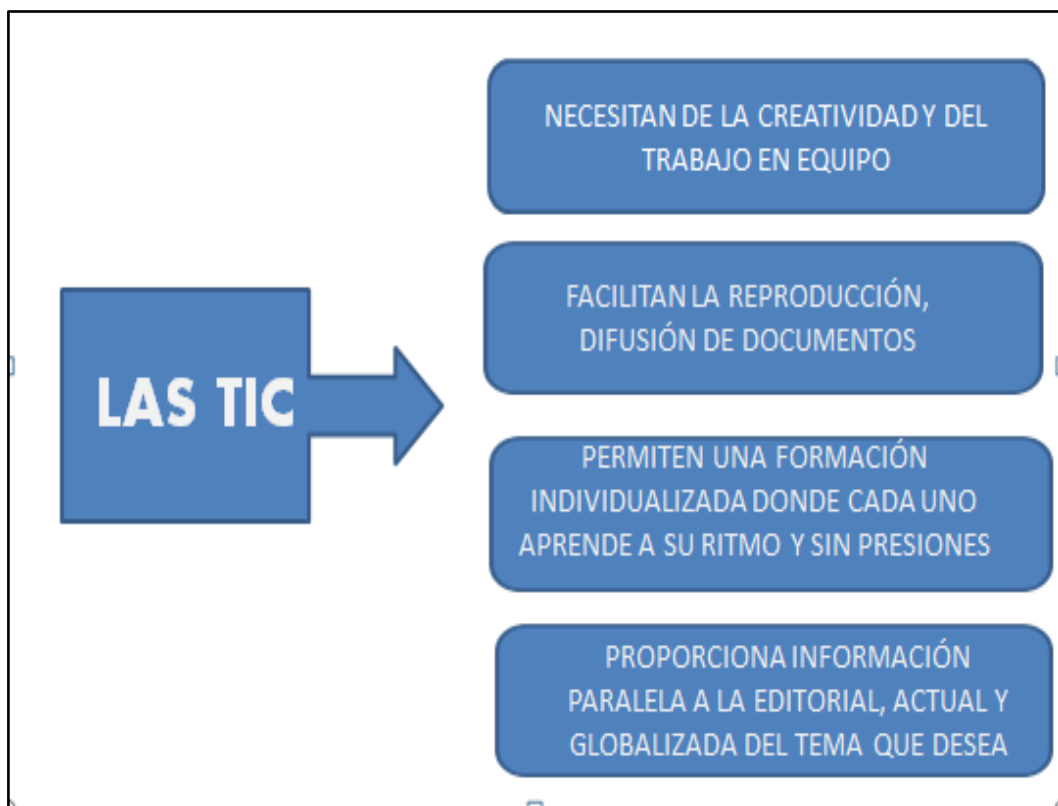 LAS TIC
NECESITAN DE LA CREATIVIDAD Y DEL
TRABAJO EN EQUIPO
FACILITAN LA REPRODUCCIÓN,
DIFUSIÓN DE DOCUMENTOS
PERMITEN UNA FORMACIÓN
INDIVIDUALIZADA DONDE CADA UNO
APRENDE A SU RITMO Y SIN PRESIONES
PROPORCIONA INFORMACIÓN
PARALELA A LA EDITORIAL, ACTUAL Y
GLOBALIZADA DEL TEMA QUE DESEA